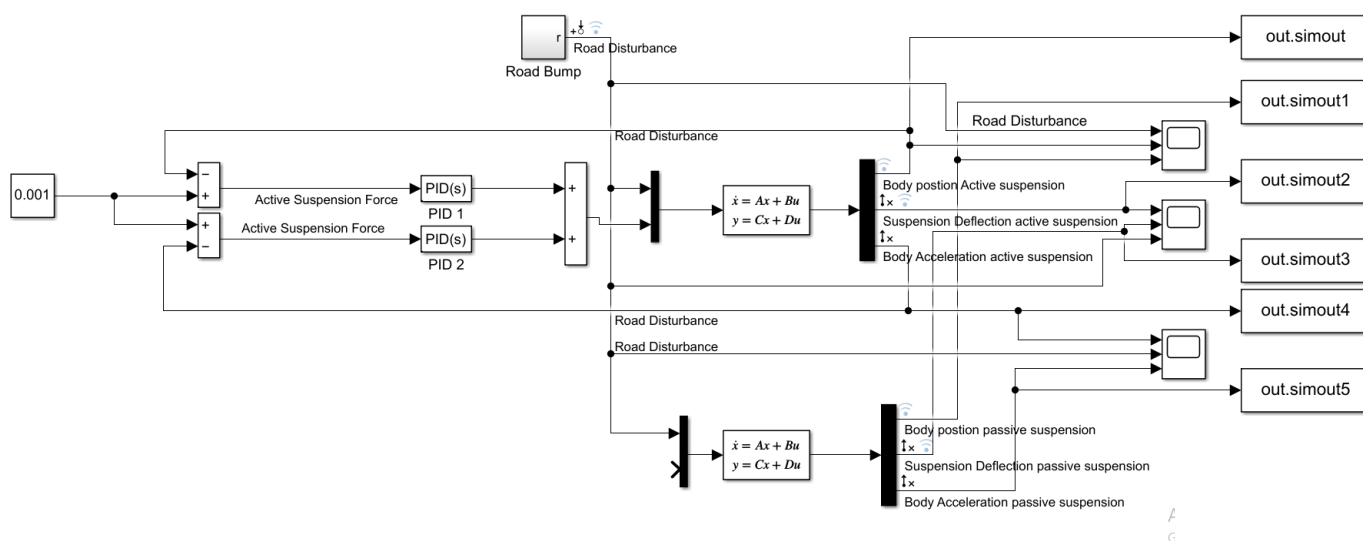 out.simout
r
Road Disturbance
Road Bump
out.simout1
Road Disturbance
Road Disturbance
0.001
−
+
+
−
Active Suspension Force
PID(s)
PID 1
Active Suspension Force
PID(s)
PID 2
+
+
ẋ = Ax + Bu
y = Cx + Du
Body postion Active suspension
Suspension Deflection active suspension
Body Acceleration active suspension
out.simout2
out.simout3
out.simout4
Road Disturbance
Road Disturbance
out.simout5
ẋ = Ax + Bu
y = Cx + Du
Body postion passive suspension
Suspension Deflection passive suspension
Body Acceleration passive suspension